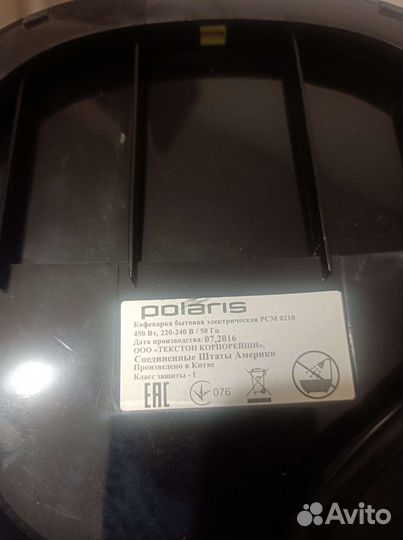 polaris
Кофеварка бытовая электрическая PCM 0210
450 Вт, 220-240 В / 50 Гц
Дата производства: 07.2016
ООО «ТЕКСТОН КОРПОРЕЙШН»,
Соединенные Штаты Америки
Произведено в Китае
Класс защиты - I
EAC 076
Avito